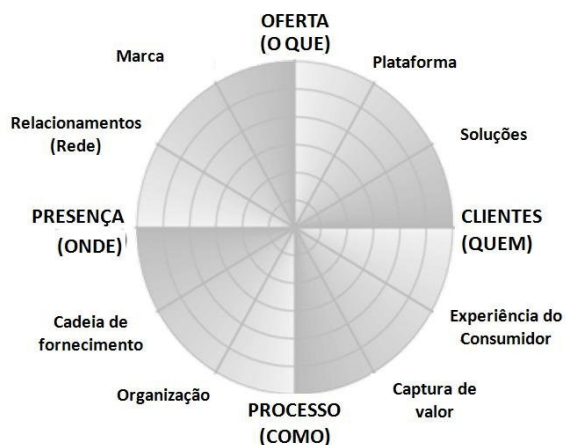 OFERTA
(O QUE)
Marca
Plataforma
Relacionamentos
(Rede)
Soluções
PRESENÇA
(ONDE)
CLIENTES
(QUEM)
Cadeia de
fornecimento
Experiência do
Consumidor
Organização
Captura de
valor
PROCESSO
(COMO)